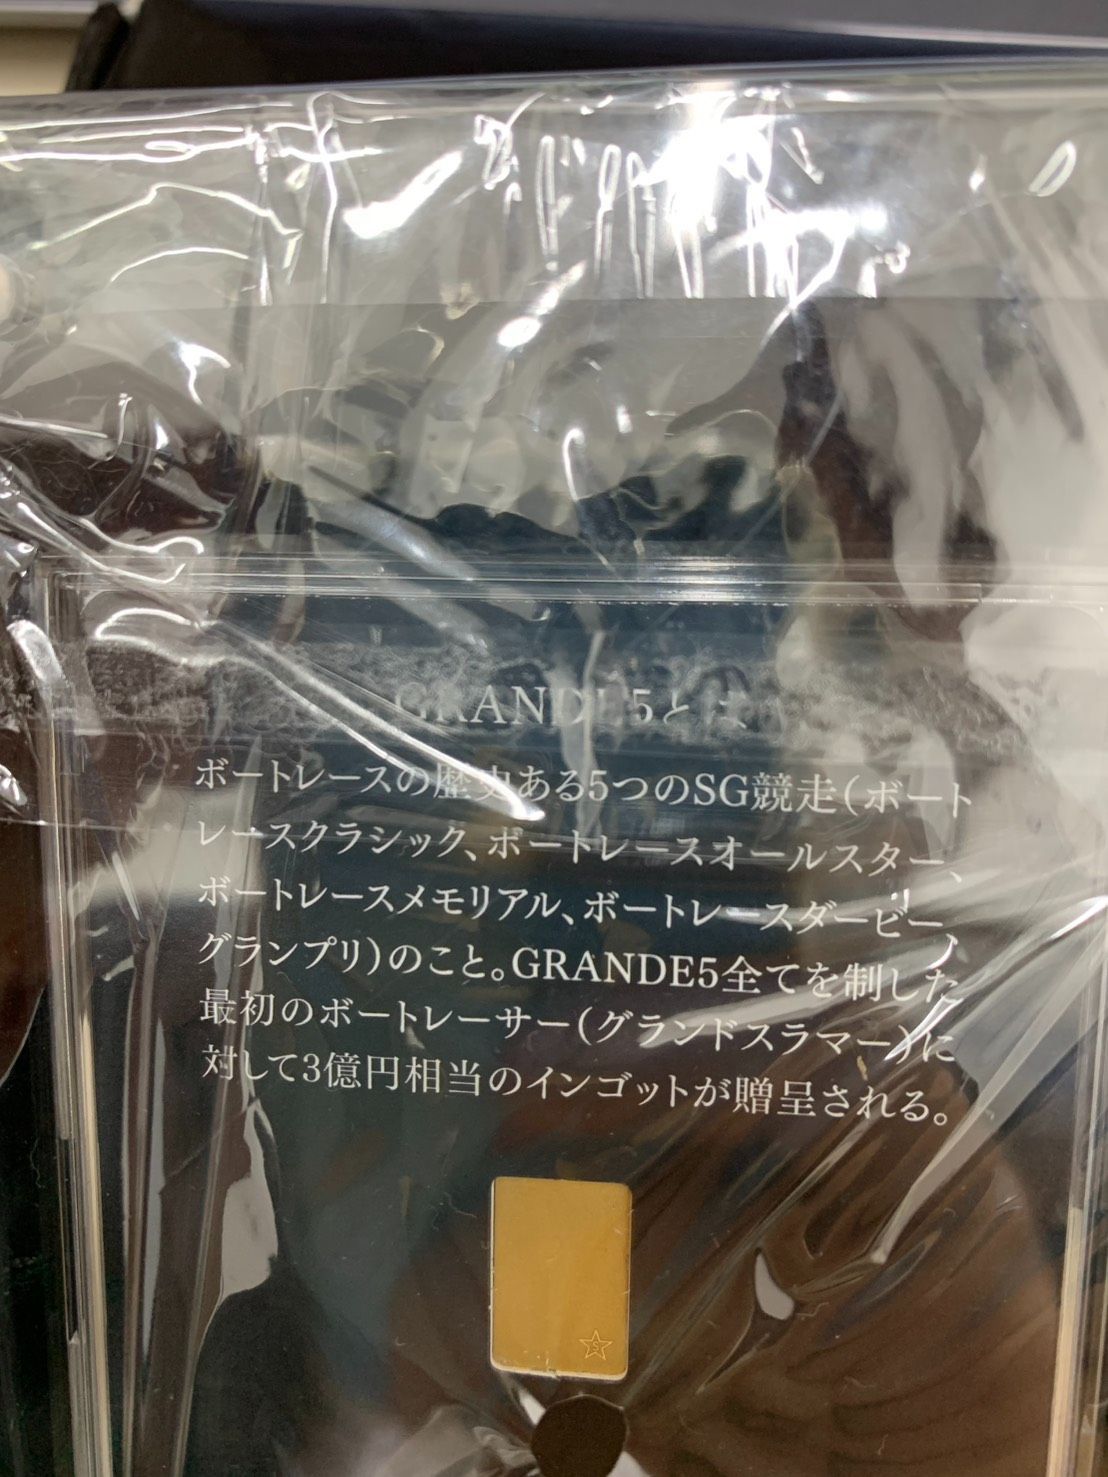 GRANDE5とは
ボートレースの歴史ある5つのSG競走(ボート
レースクラシック、ボートレースオールスター、
ボートレースメモリアル、ボートレースダービー、
グランプリ)のこと。GRANDE5全てを制した
最初のボートレーサー(グランドスラマー)に
対して3億円相当のインゴットが贈呈される。
S